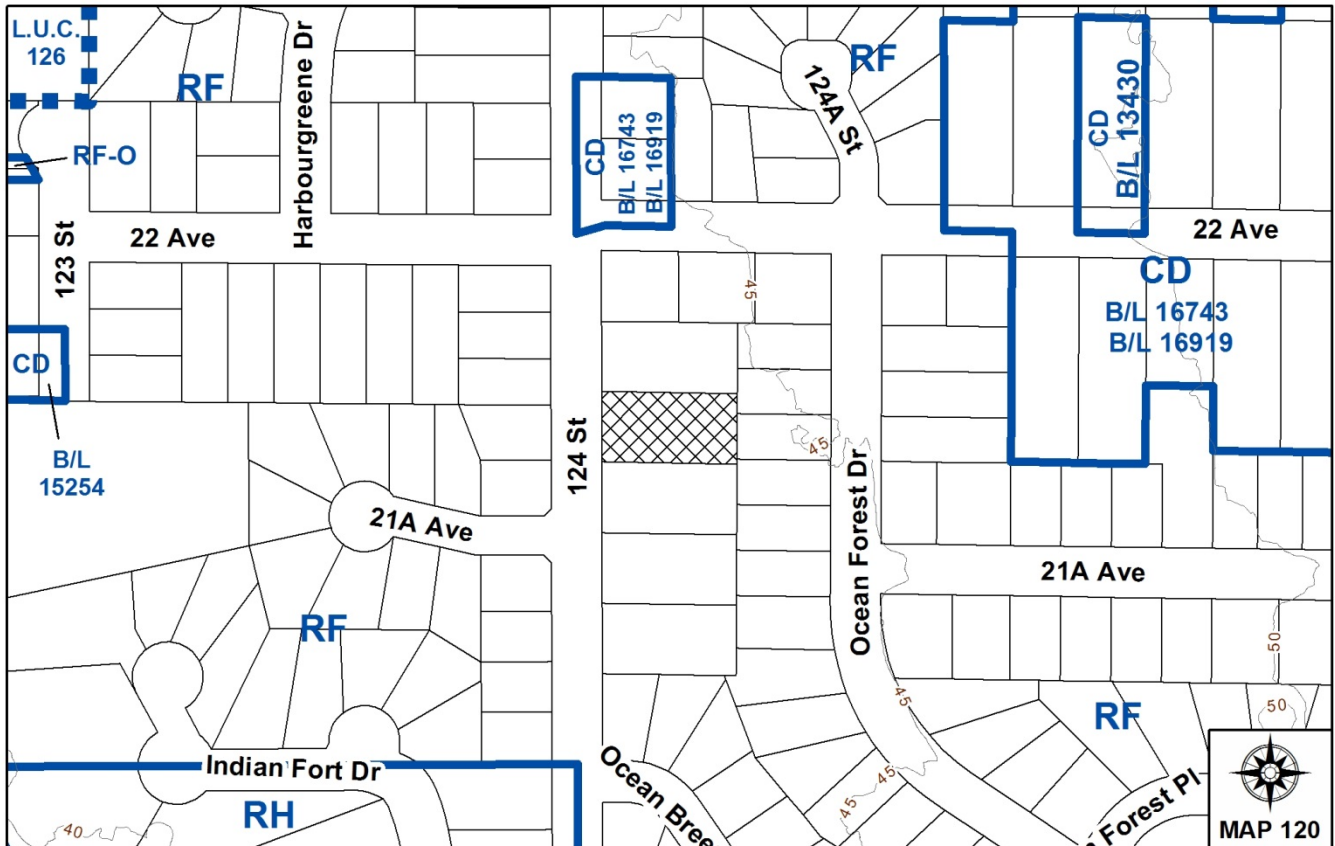 L.U.C.
126
RF
Harbourgreene Dr
RF
124A St
CD
B/L 16743
B/L 16919
CD
B/L 13430
RF-O
123 St
22 Ave
22 Ave
CD
B/L 16743
B/L 16919
45
CD
B/L
15254
124 St
45
Ocean Forest Dr
21A Ave
21A Ave
RF
50
45
RF
50
Indian Fort Dr
RH
40
Ocean Bree
45
45
n Forest Pl
MAP 120